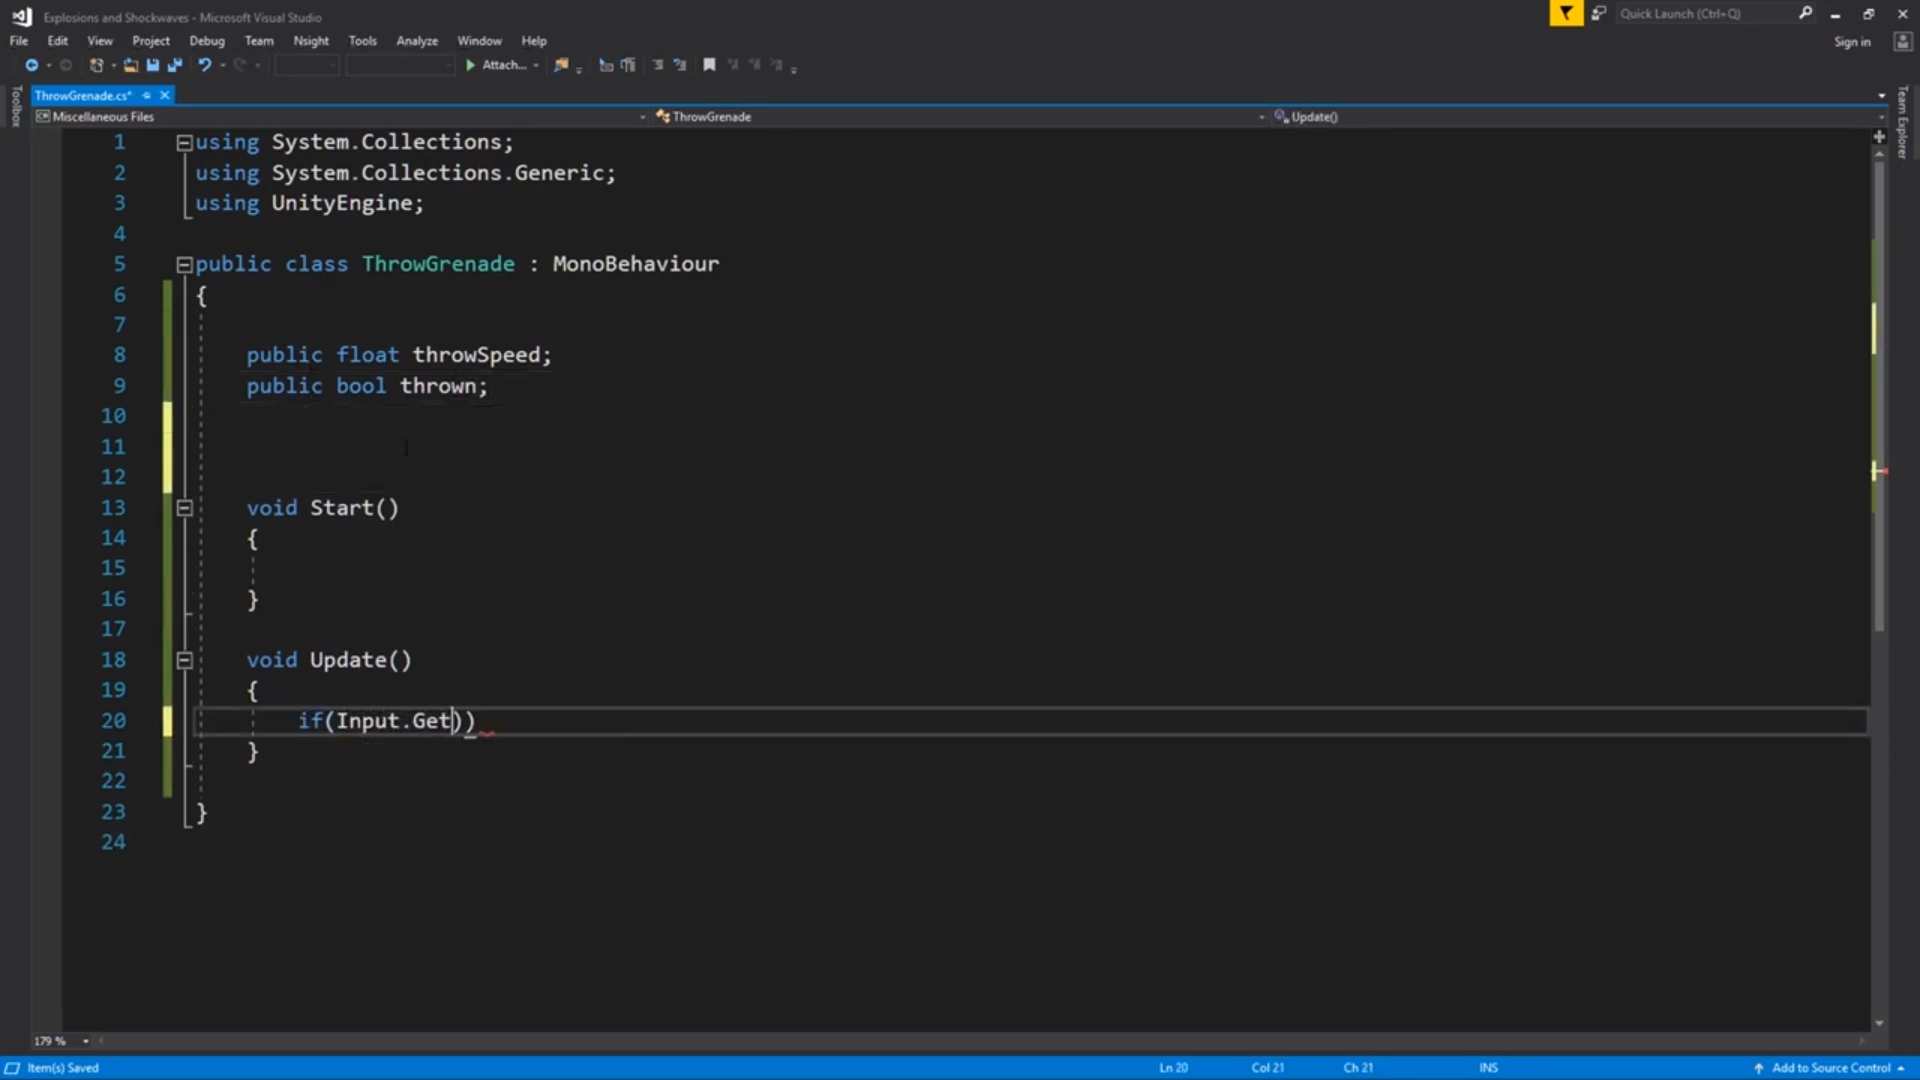 Explosions and Shockwaves - Microsoft Visual Studio
Quick Launch (Ctrl+Q)
File Edit View Project Debug Team Nsight Tools Analyze Window Help
Sign in
Attach...
Toolbox
ThrowGrenade.cs*
Team Explorer
Miscellaneous Files
ThrowGrenade
Update()
1 using System.Collections;
2 using System.Collections.Generic;
3 using UnityEngine;
4
5 public class ThrowGrenade : MonoBehaviour
6 {
7
8 public float throwSpeed;
9 public bool thrown;
10
11
12
13 void Start()
14 {
15
16 }
17
18 void Update()
19 {
20 if(Input.Get))
21 }
22
23 }
24
179 %
Item(s) Saved
Ln 20
Col 21
Ch 21
INS
Add to Source Control